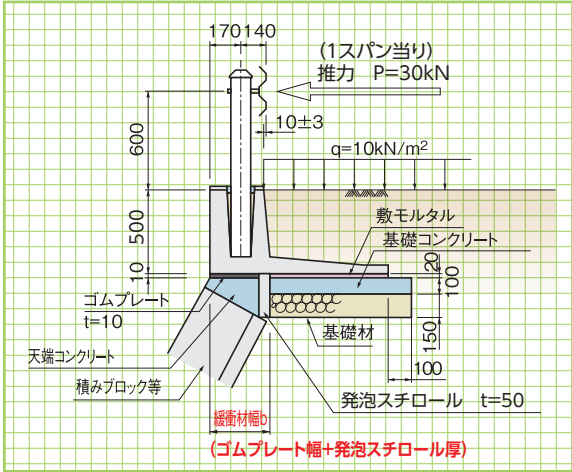 170 140
(1スパン当り)
推力 P=30kN
10±3
600
q=10kN/m²
500
敷モルタル
基礎コンクリート
10
20
100
ゴムプレート
t=10
基礎材
150
天端コンクリート
100
積みブロック等
発泡スチロール t=50
緩衝材幅b
(ゴムプレート幅+発泡スチロール厚)